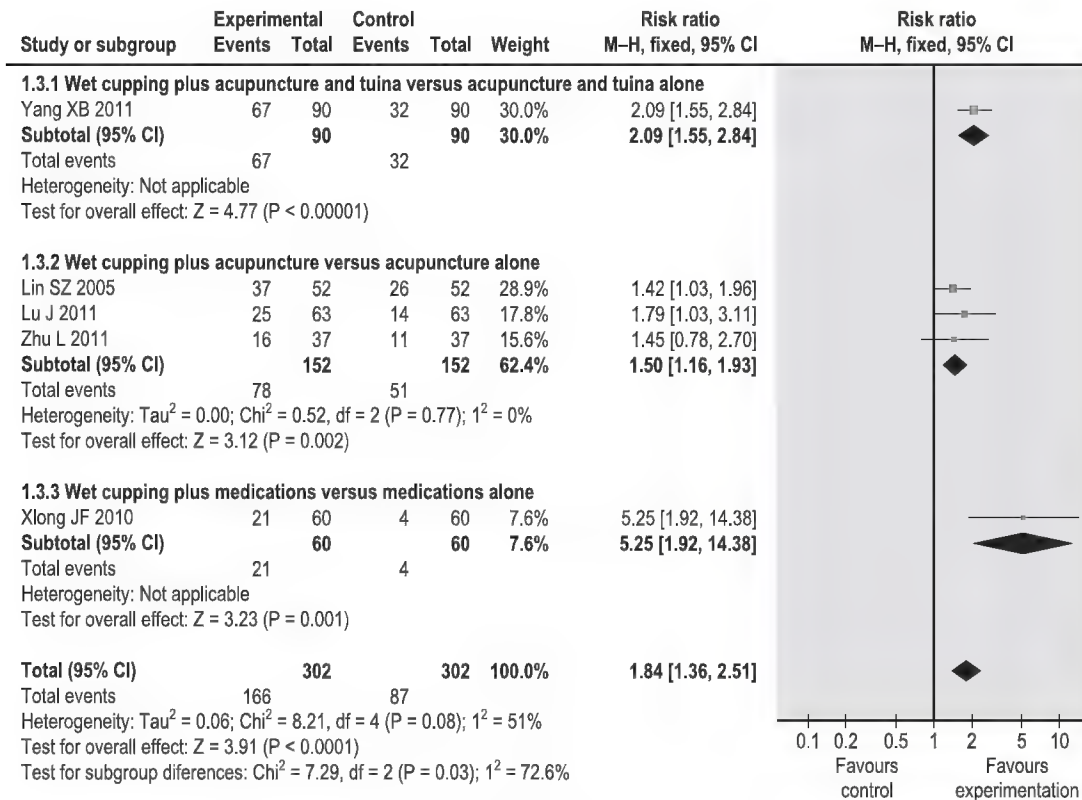 Experimental Control Risk ratio Risk ratio
Study or subgroup Events Total Events Total Weight M–H, fixed, 95% CI M–H, fixed, 95% CI
1.3.1 Wet cupping plus acupuncture and tuina versus acupuncture and tuina alone
Yang XB 2011 67 90 32 90 30.0% 2.09 [1.55, 2.84]
Subtotal (95% CI) 90 90 30.0% 2.09 [1.55, 2.84]
Total events 67 32
Heterogeneity: Not applicable
Test for overall effect: Z = 4.77 (P < 0.00001)
1.3.2 Wet cupping plus acupuncture versus acupuncture alone
Lin SZ 2005 37 52 26 52 28.9% 1.42 [1.03, 1.96]
Lu J 2011 25 63 14 63 17.8% 1.79 [1.03, 3.11]
Zhu L 2011 16 37 11 37 15.6% 1.45 [0.78, 2.70]
Subtotal (95% CI) 152 152 62.4% 1.50 [1.16, 1.93]
Total events 78 51
Heterogeneity: Tau² = 0.00; Chi² = 0.52, df = 2 (P = 0.77); 1² = 0%
Test for overall effect: Z = 3.12 (P = 0.002)
1.3.3 Wet cupping plus medications versus medications alone
Xlong JF 2010 21 60 4 60 7.6% 5.25 [1.92, 14.38]
Subtotal (95% CI) 60 60 7.6% 5.25 [1.92, 14.38]
Total events 21 4
Heterogeneity: Not applicable
Test for overall effect: Z = 3.23 (P = 0.001)
Total (95% CI) 302 302 100.0% 1.84 [1.36, 2.51]
Total events 166 87
Heterogeneity: Tau² = 0.06; Chi² = 8.21, df = 4 (P = 0.08); 1² = 51%
Test for overall effect: Z = 3.91 (P < 0.0001)
Test for subgroup diferences: Chi² = 7.29, df = 2 (P = 0.03); 1² = 72.6%
0.1 0.2 0.5 1 2 5 10
Favours Favours
control experimentation